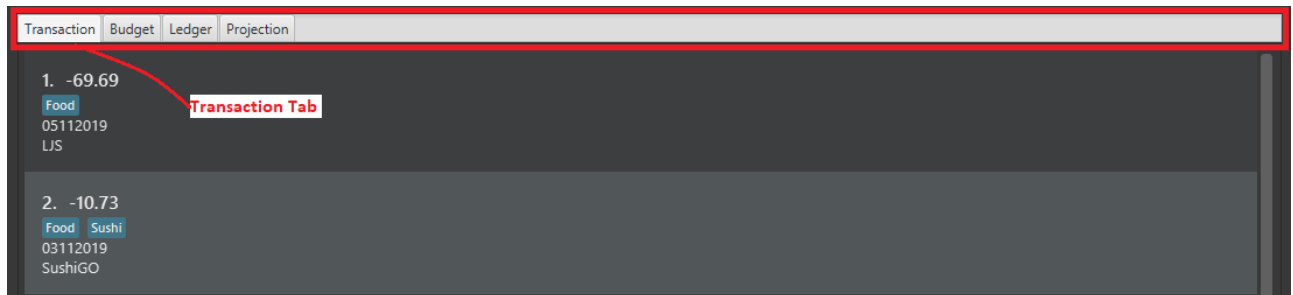 Transaction Budget Ledger Projection
1. -69.69
Food
Transaction Tab
05112019
LJS
2. -10.73
Food Sushi
03112019
SushiGO